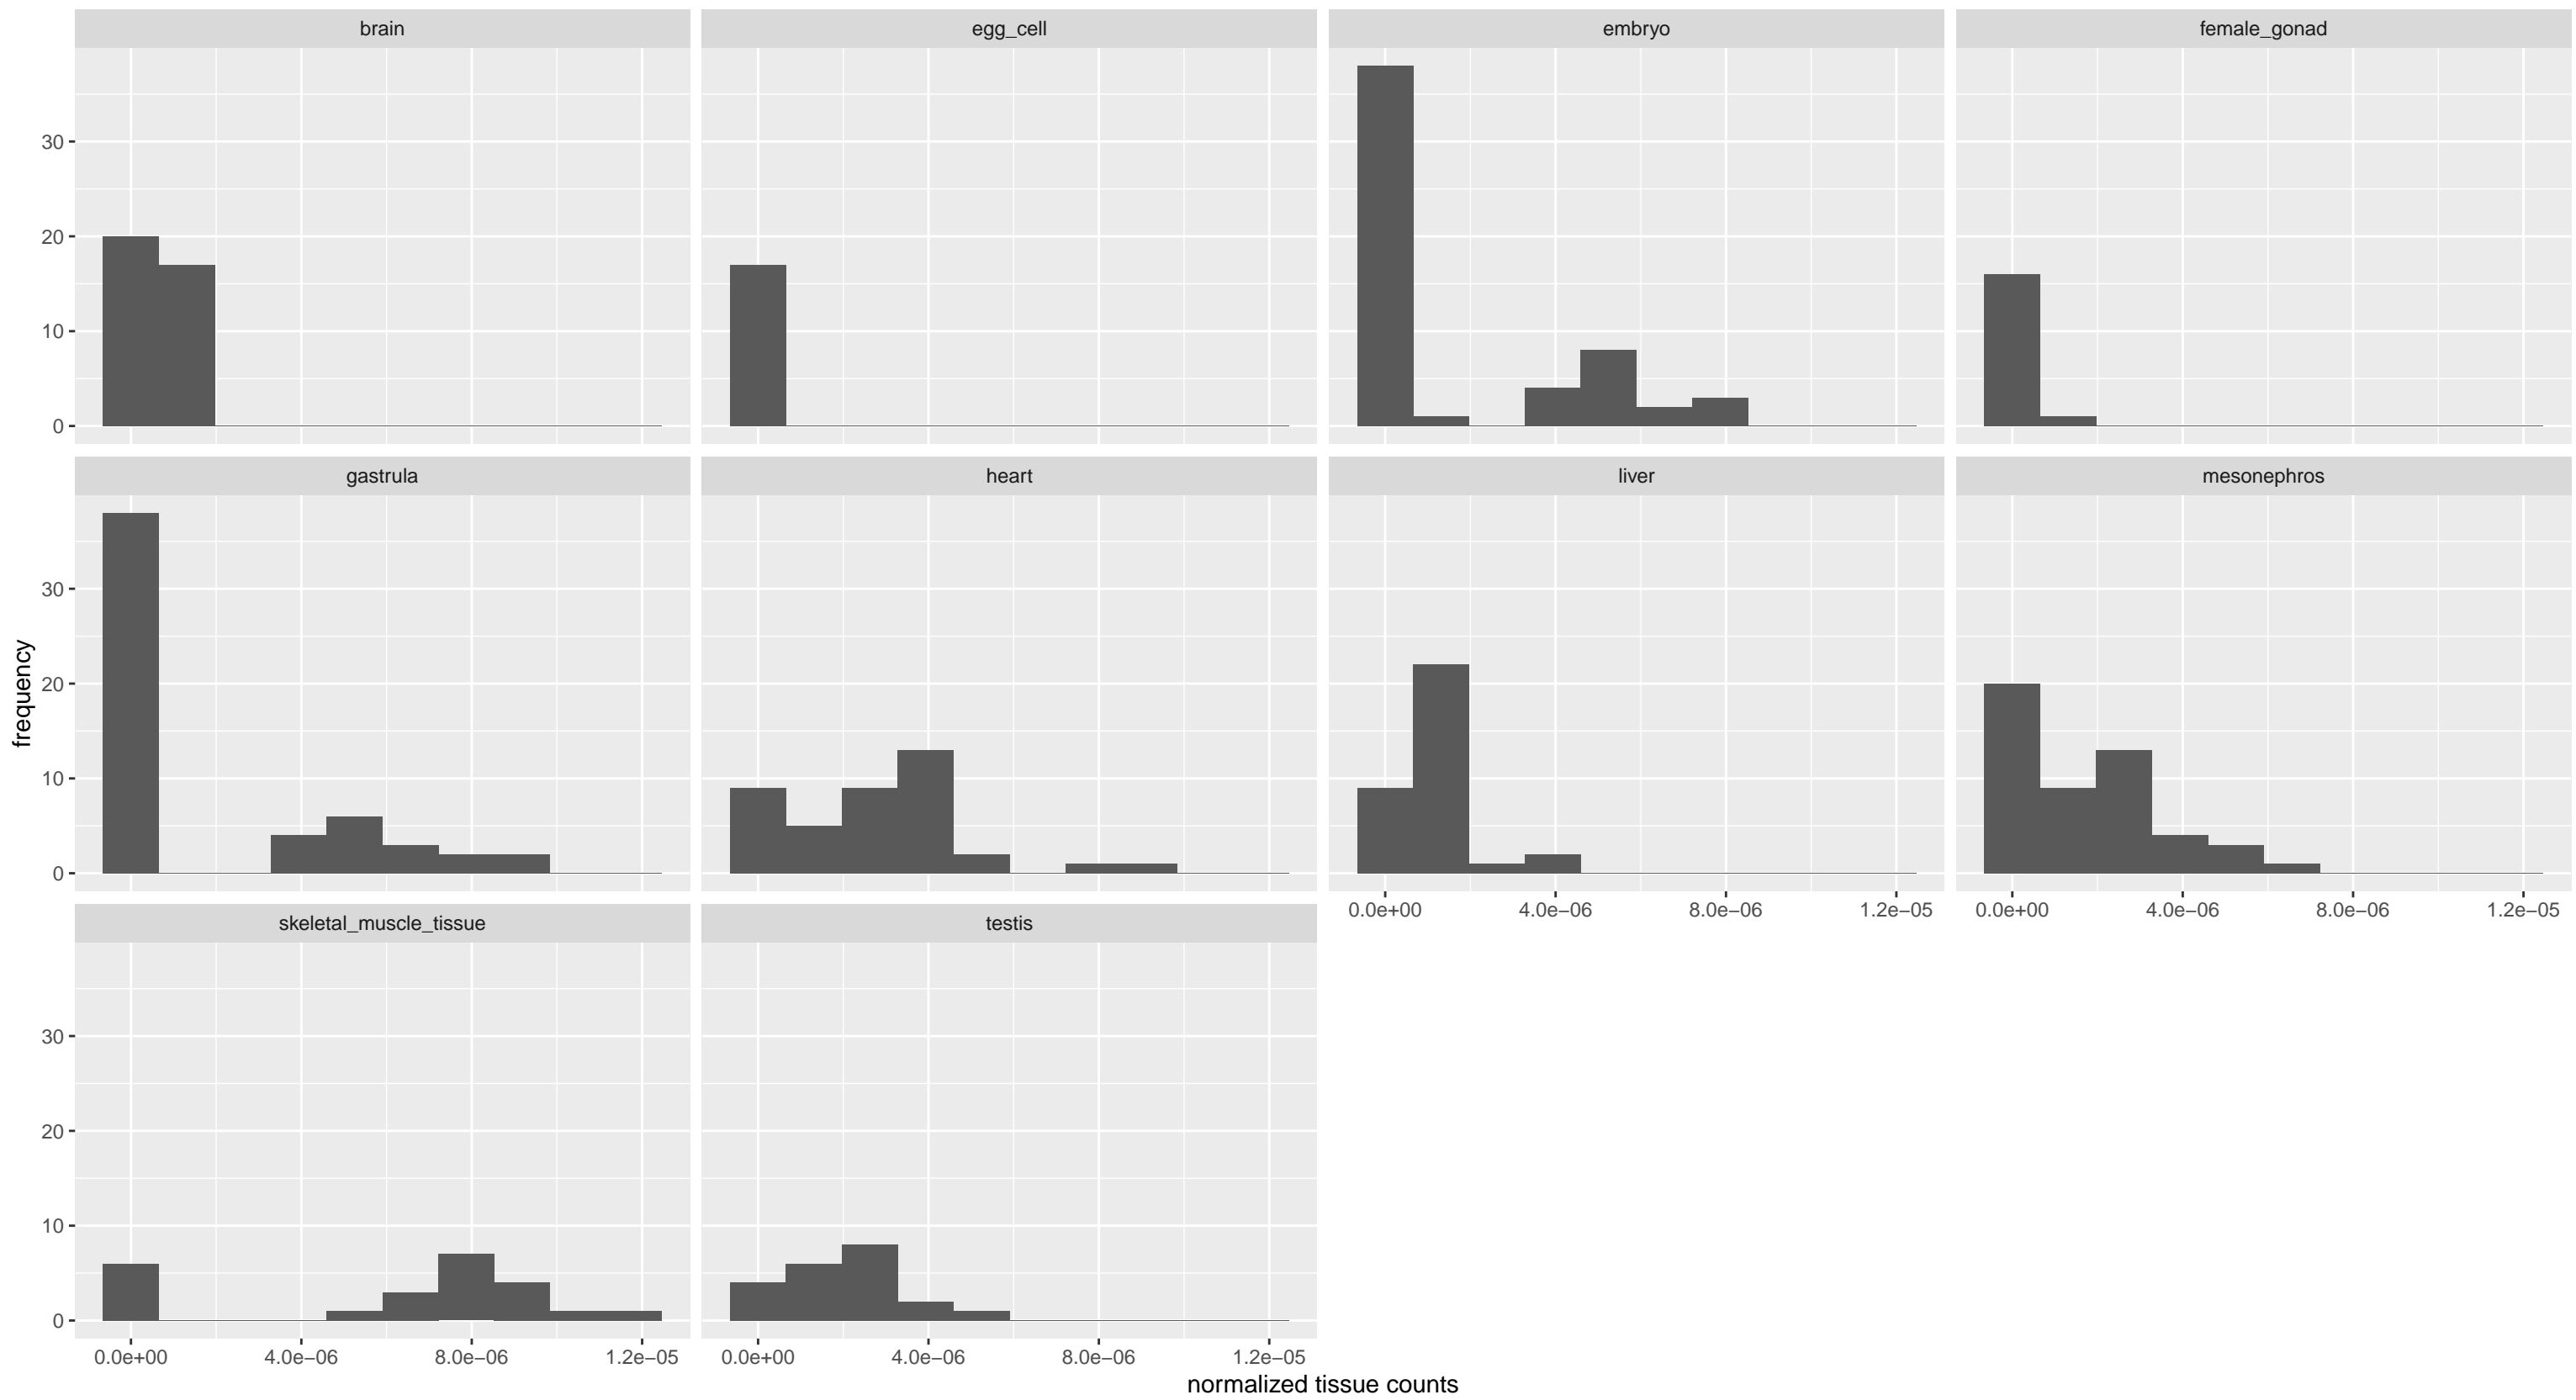 brain egg_cell embryo female_gonad
30
20
10
0
gastrula heart liver mesonephros
30
20
10
0
frequency
0.0e+00 4.0e−06 8.0e−06 1.2e−05 0.0e+00 4.0e−06 8.0e−06 1.2e−05
skeletal_muscle_tissue testis
30
20
10
0
0.0e+00 4.0e−06 8.0e−06 1.2e−05 0.0e+00 4.0e−06 8.0e−06 1.2e−05
normalized tissue counts